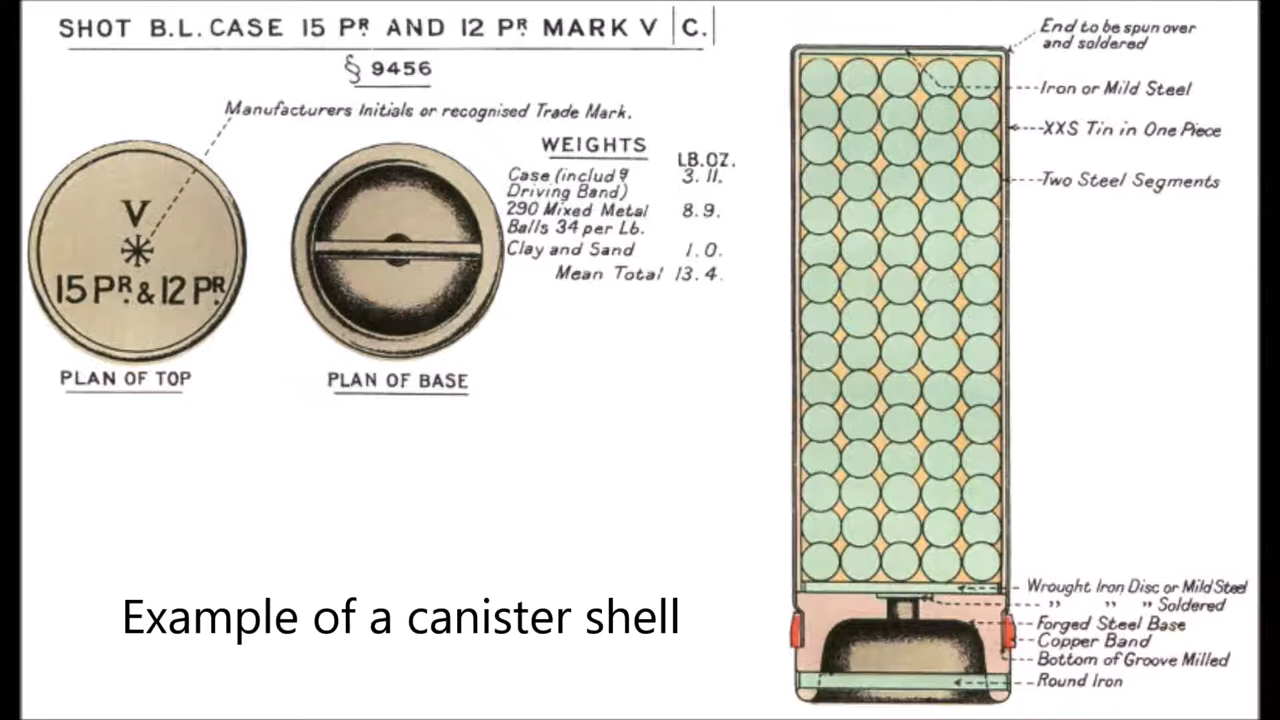 SHOT B.L. CASE 15 Pᴿ AND 12 Pᴿ MARK V |C.|
§ 9456
Manufacturers Initials or recognised Trade Mark.
V
15 Pᴿ & 12 Pᴿ
PLAN OF TOP
PLAN OF BASE
WEIGHTS
LB. OZ.
Case (includᵍ 3. 11.
Driving Band)
290 Mixed Metal 8. 9.
Balls 34 per Lb.
Clay and Sand 1. 0.
Mean Total 13. 4.
End to be spun over
and soldered
Iron or Mild Steel
XXS Tin in One Piece
Two Steel Segments
Wrought Iron Disc or Mild Steel
" " " Soldered
Forged Steel Base
Copper Band
Bottom of Groove Milled
Round Iron
Example of a canister shell